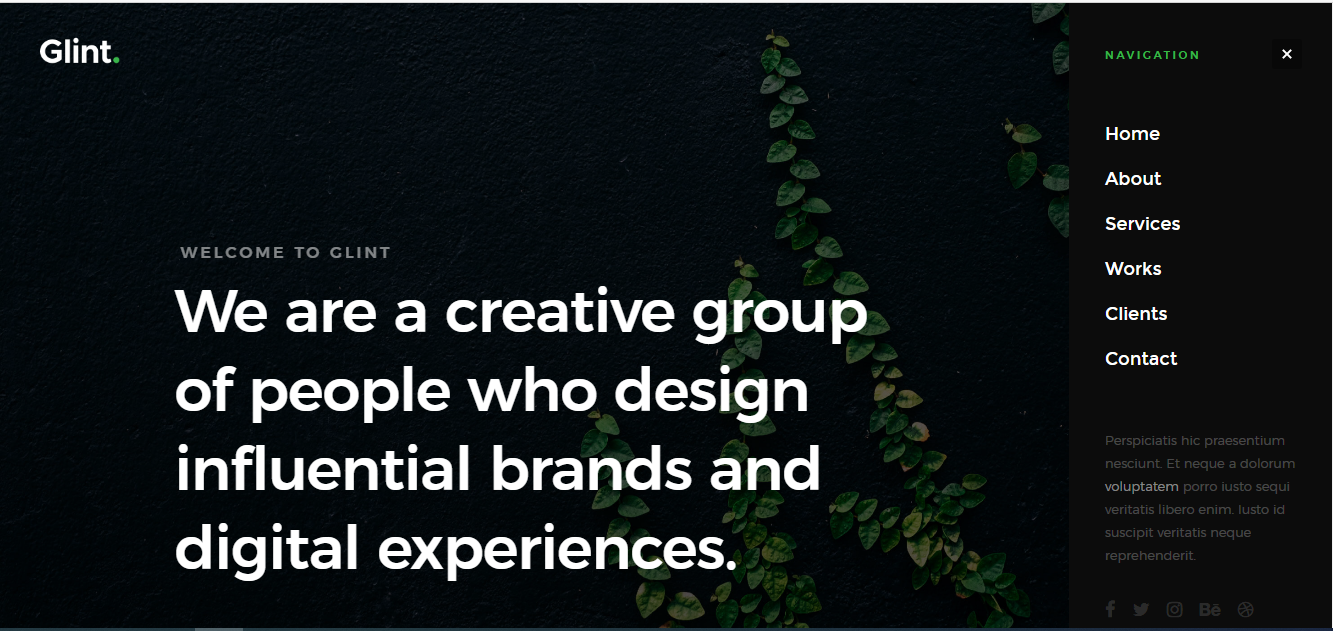 Glint.
WELCOME TO GLINT
We are a creative group
of people who design
influential brands and
digital experiences.
NAVIGATION
Home
About
Services
Works
Clients
Contact
Perspiciatis hic praesentium
nesciunt. Et neque a dolorum
voluptatem porro iusto sequi
veritatis libero enim. Iusto id
suscipit veritatis neque
reprehenderit.